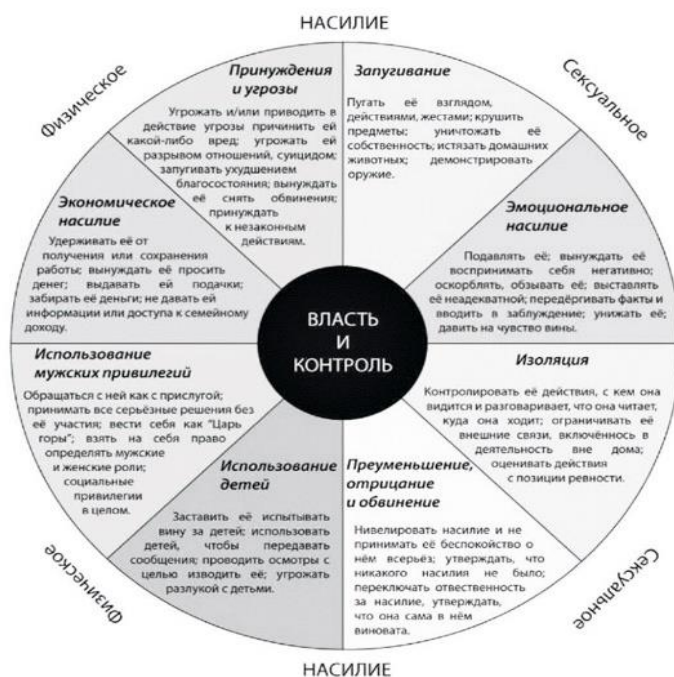 НАСИЛИЕ
Физическое
Сексуальное
Принуждения
и угрозы
Угрожать и/или приводить в
действие угрозы причинить ей
какой-либо вред; угрожать ей
разрывом отношений, суицидом;
запугивать ухудшением
благосостояния; вынуждать
её снять обвинения;
принуждать
к незаконным
действиям.
Запугивание
Пугать её взглядом,
действиями, жестами; крушить
предметы; уничтожать её
собственность; истязать домашних
животных; демонстрировать
оружие.
Экономическое
насилие
Удерживать её от
получения или сохранения
работы; вынуждать её просить
денег; выдавать ей подачки;
забирать её деньги; не давать ей
информации или доступа к семейному
доходу.
Эмоциональное
насилие
Подавлять её; вынуждать её
воспринимать себя негативно;
оскорблять, обзывать её; выставлять
её неадекватной; передёргивать факты и
вводить в заблуждение; унижать её;
давить на чувство вины.
ВЛАСТЬ
И
КОНТРОЛЬ
Использование
мужских привилегий
Обращаться с ней как с прислугой;
принимать все серьёзные решения без
её участия; вести себя как "Царь
горы"; взять на себя право
определять мужские
и женские роли;
социальные
привилегии
в целом.
Изоляция
Контролировать её действия, с кем она
видится и разговаривает, что она читает,
куда она ходит; ограничивать её
внешние связи, включённось в
деятельность вне дома;
оценивать действия
с позиции ревности.
Использование
детей
Заставить её испытывать
вину за детей; использовать
детей, чтобы передавать
сообщения; проводить осмотры с
целью изводить её; угрожать
разлукой с детьми.
Преуменьшение,
отрицание
и обвинение
Нивелировать насилие и не
принимать её беспокойство о
нём всерьёз; утверждать, что
никакого насилия не было;
переключать отвественность
за насилие, утверждать,
что она сама в нём
виновата.
Физическое
Сексуальное
НАСИЛИЕ